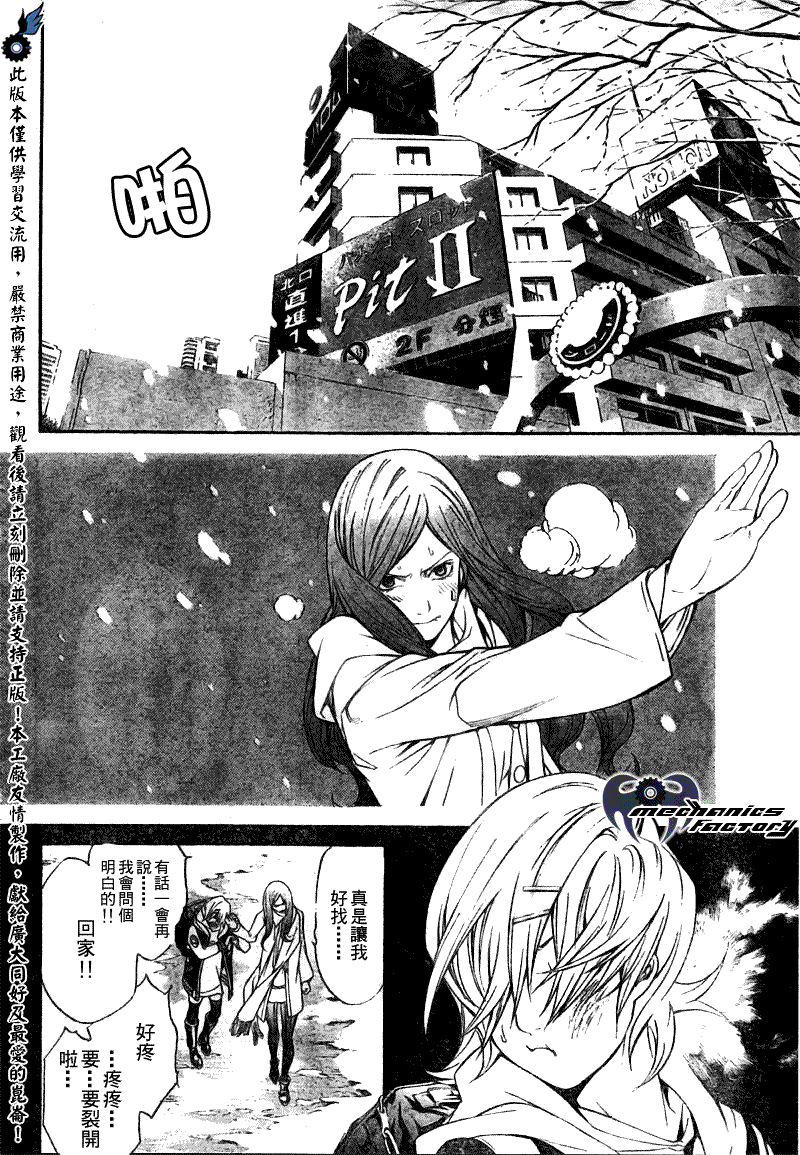 此版本僅供學習交流用，嚴禁商業用途，觀看後請立刻刪除並請支持正版！本工廠友情製作，獻給廣大同好及最愛的崑崙！
啪
NOLON
パチンコ スロット
Pit II
北口
直進
2F 分煙
mechanics
factory
真是讓我
好找……
有話一會再
說……
我會問個
明白的!!
回家!!
好疼
…疼疼…
要…要裂開
啦…